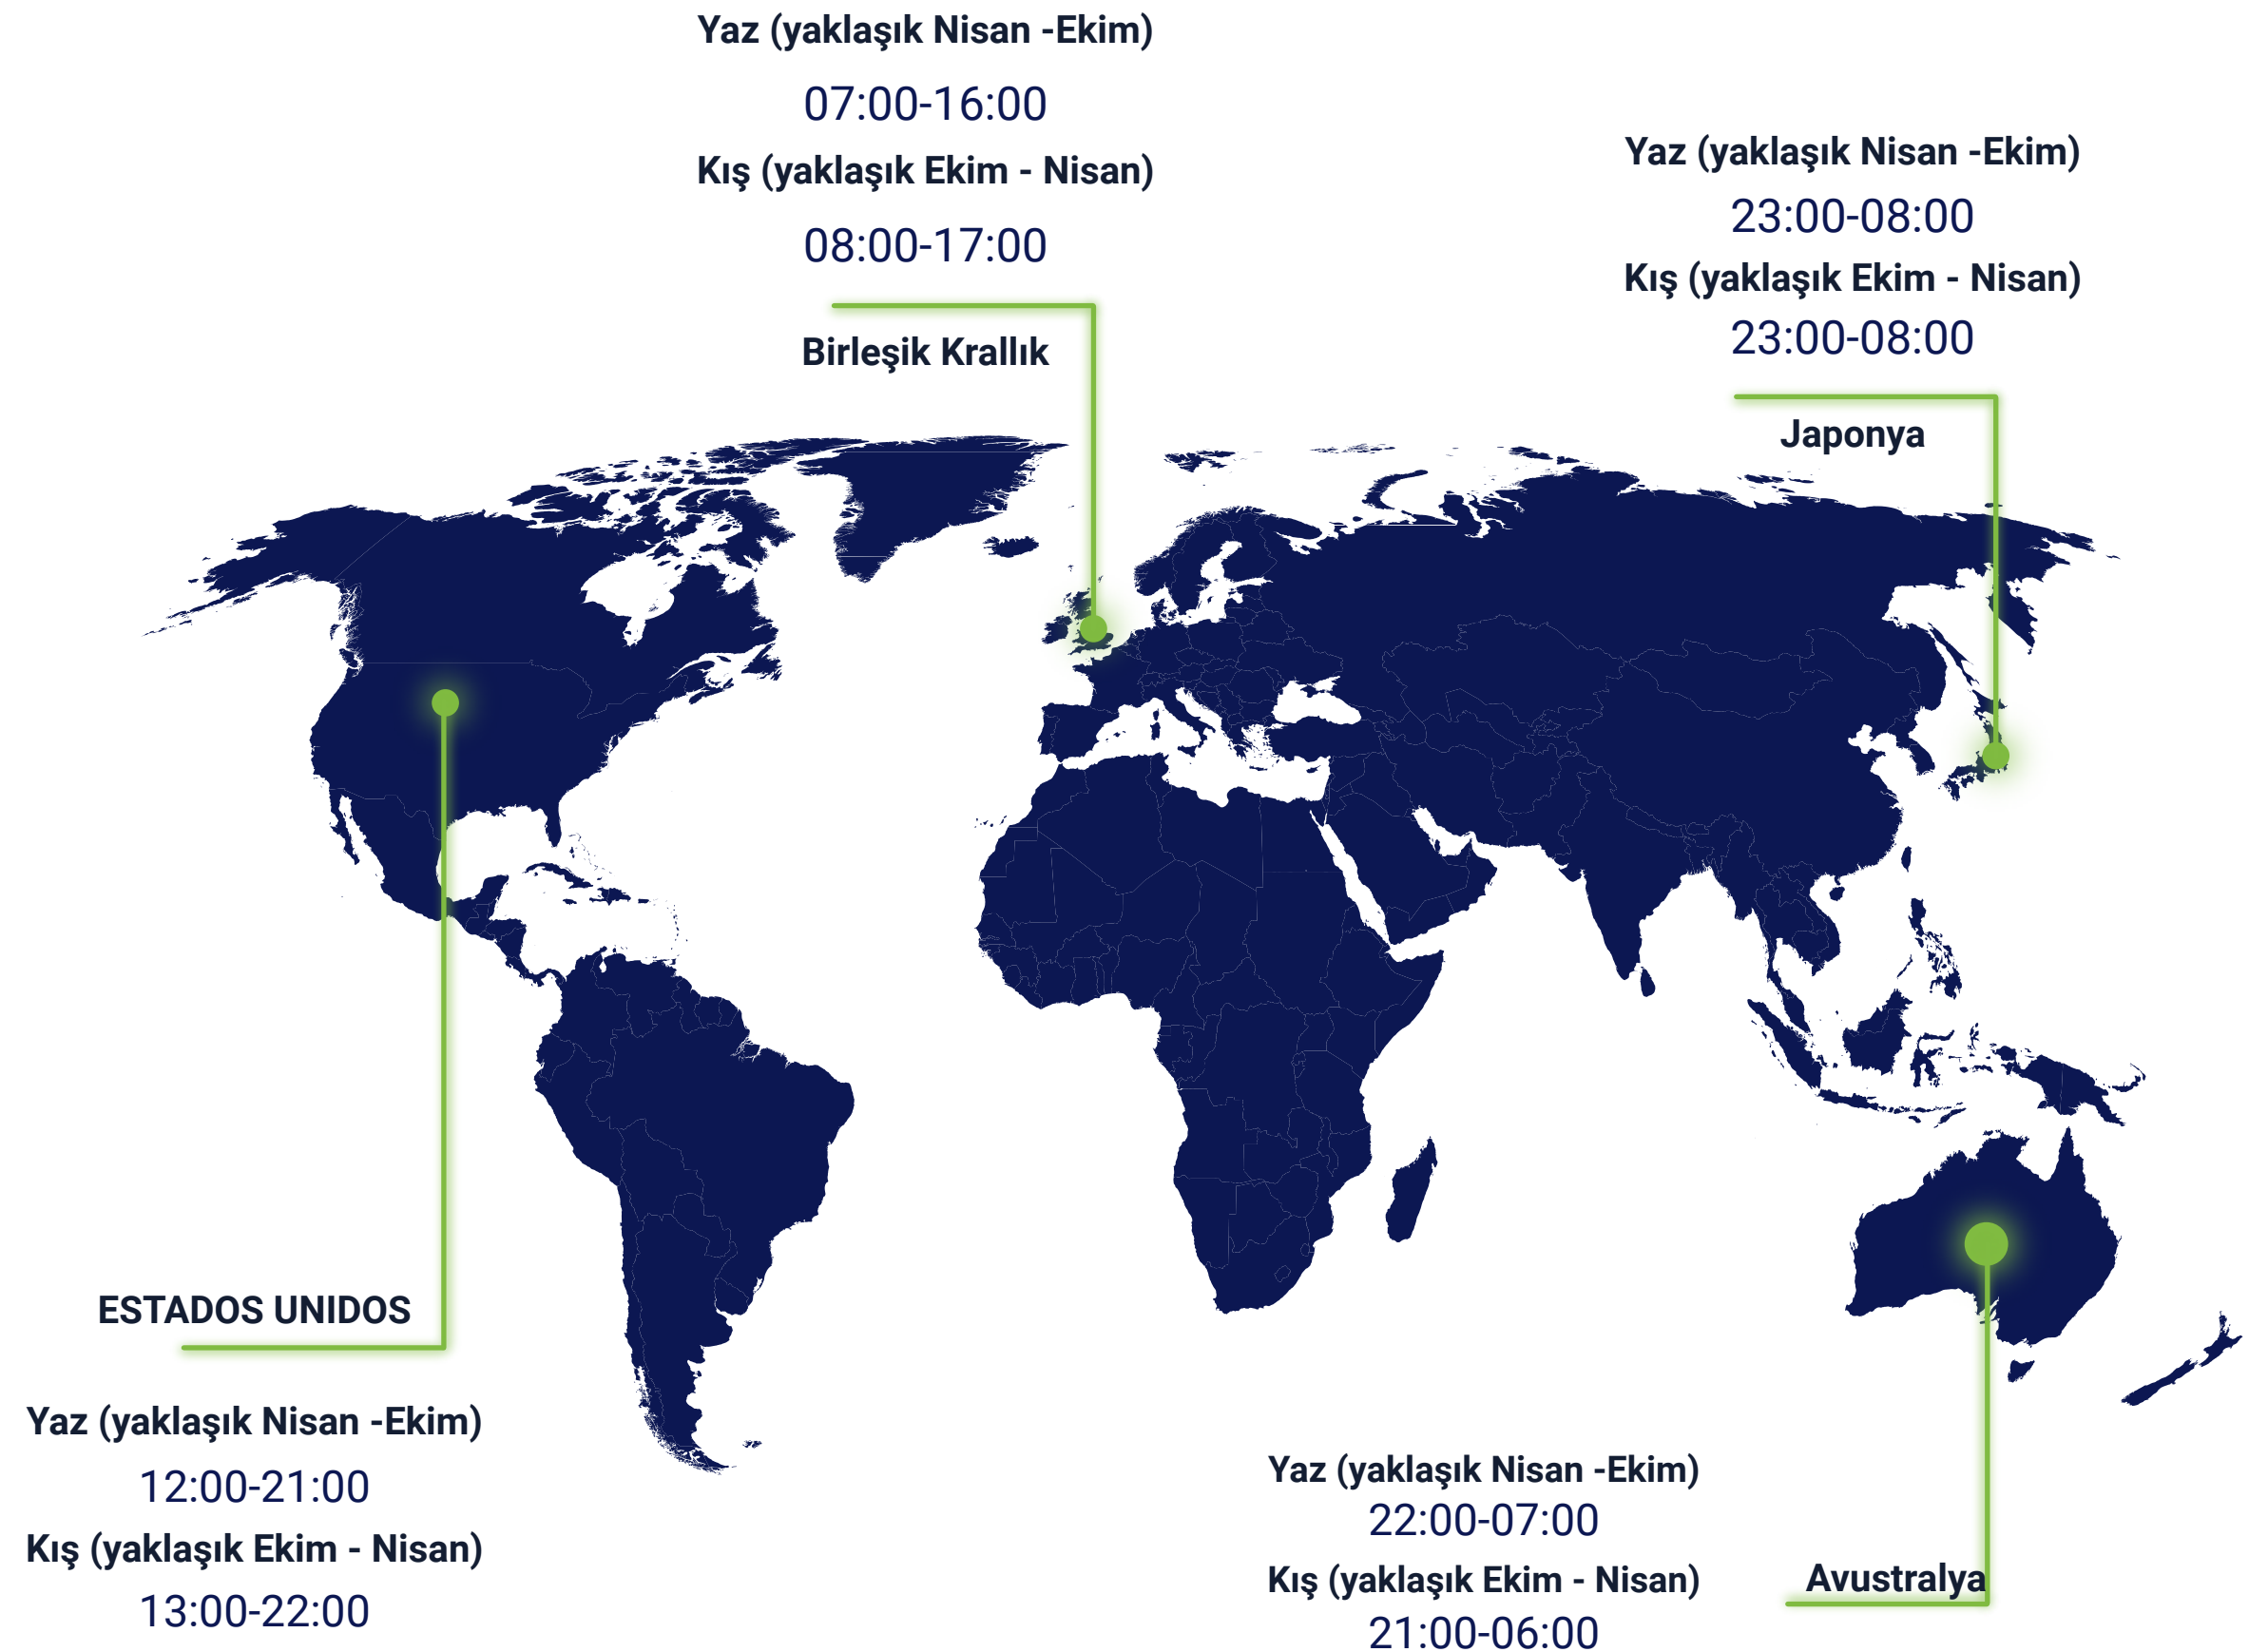 Yaz (yaklaşık Nisan -Ekim)
07:00-16:00
Kış (yaklaşık Ekim - Nisan)
08:00-17:00
Birleşik Krallık
Yaz (yaklaşık Nisan -Ekim)
23:00-08:00
Kış (yaklaşık Ekim - Nisan)
23:00-08:00
Japonya
ESTADOS UNIDOS
Yaz (yaklaşık Nisan -Ekim)
12:00-21:00
Kış (yaklaşık Ekim - Nisan)
13:00-22:00
Yaz (yaklaşık Nisan -Ekim)
22:00-07:00
Kış (yaklaşık Ekim - Nisan)
21:00-06:00
Avustralya